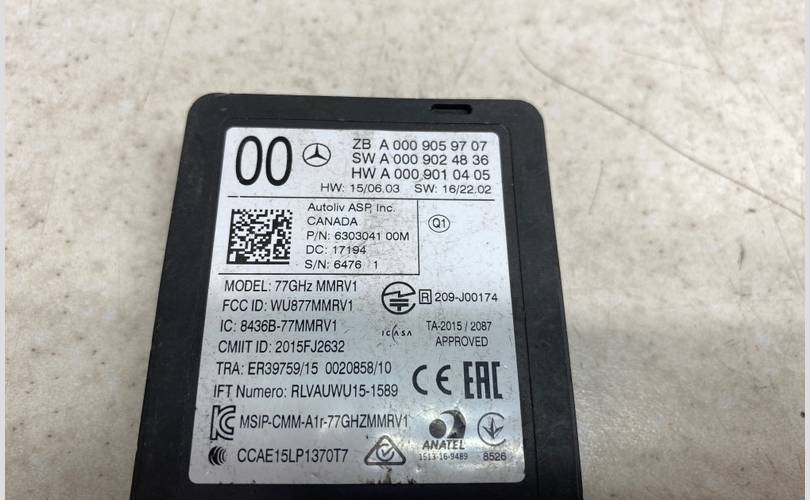 00
ZB A 000 905 97 07
SW A 000 902 48 36
HW A 000 901 04 05
HW: 15/06.03 SW: 16/22.02
Autoliv ASP, Inc.
CANADA
P/N: 6303041 00M
DC: 17194
S/N: 6476 1
Q1
MODEL: 77GHz MMRV1
FCC ID: WU877MMRV1
R 209-J00174
IC: 8436B-77MMRV1
ICASA
TA-2015 / 2087
APPROVED
CMIIT ID: 2015FJ2632
TRA: ER39759/15 0020858/10
IFT Numero: RLVAUWU15-1589
CE EAC
MSIP-CMM-A1r-77GHZMMRV1
ANATEL
1513-16-9489
8526
CCAE15LP1370T7